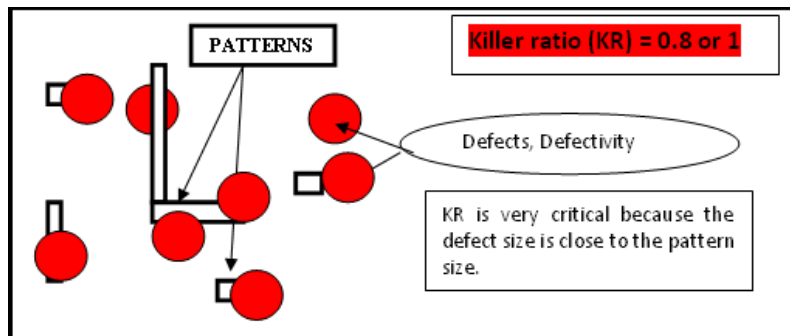 PATTERNS
Killer ratio (KR) = 0.8 or 1
Defects, Defectivity
KR is very critical because the
defect size is close to the pattern
size.